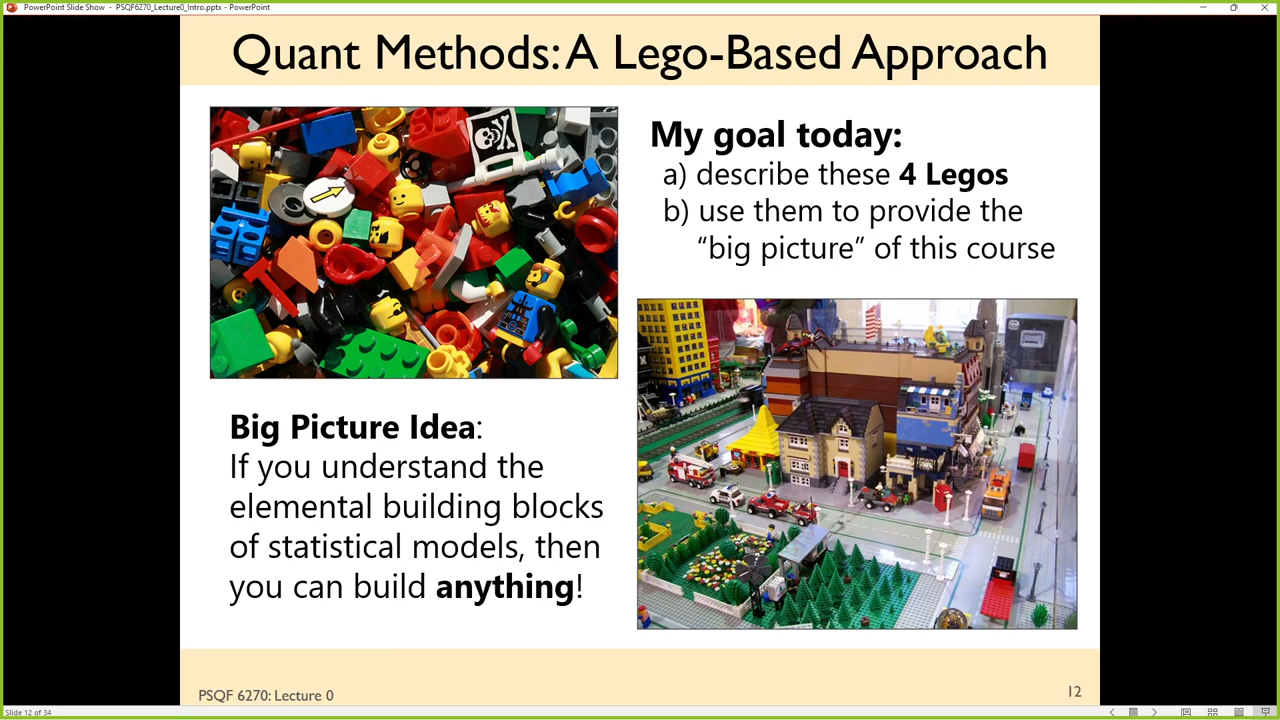 PowerPoint Slide Show - PSQF6270_Lecture0_Intro.pptx - PowerPoint
Quant Methods: A Lego-Based Approach
My goal today:
a) describe these 4 Legos
b) use them to provide the
“big picture” of this course
Big Picture Idea:
If you understand the
elemental building blocks
of statistical models, then
you can build anything!
PSQF 6270: Lecture 0
12
Slide 12 of 34